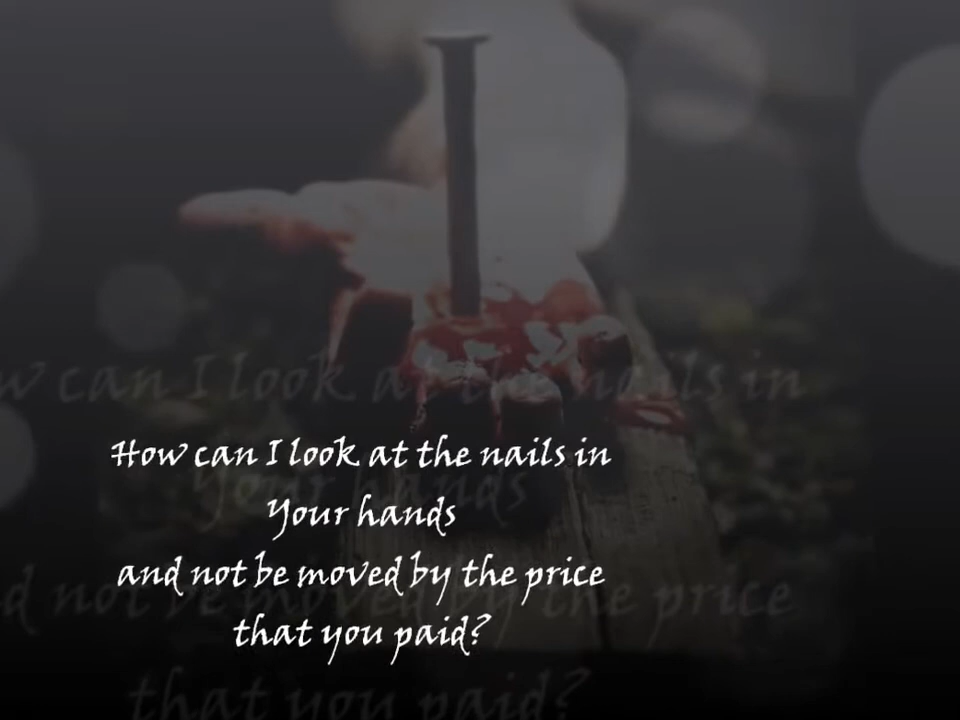 How can I look at the nails in
Your hands
and not be moved by the price
that you paid?